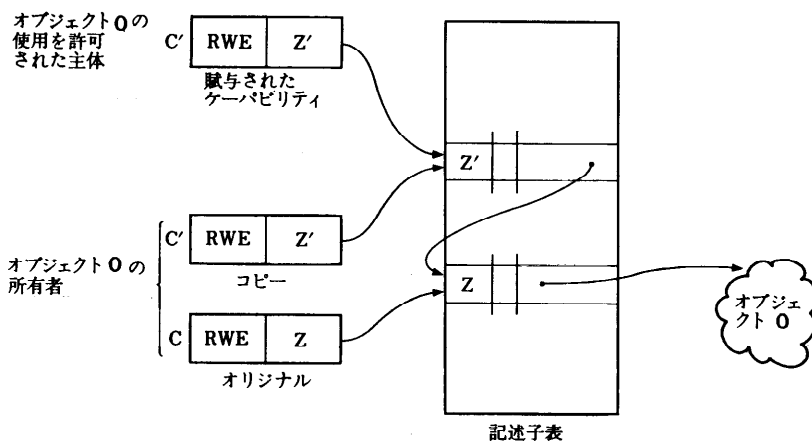 オブジェクトOの
使用を許可
された主体
C′ RWE Z′
賦与された
ケーパビリティ
Z′
C′ RWE Z′
コピー
オブジェクトOの
所有者
Z
オブジェ
クトO
C RWE Z
オリジナル
記述子表